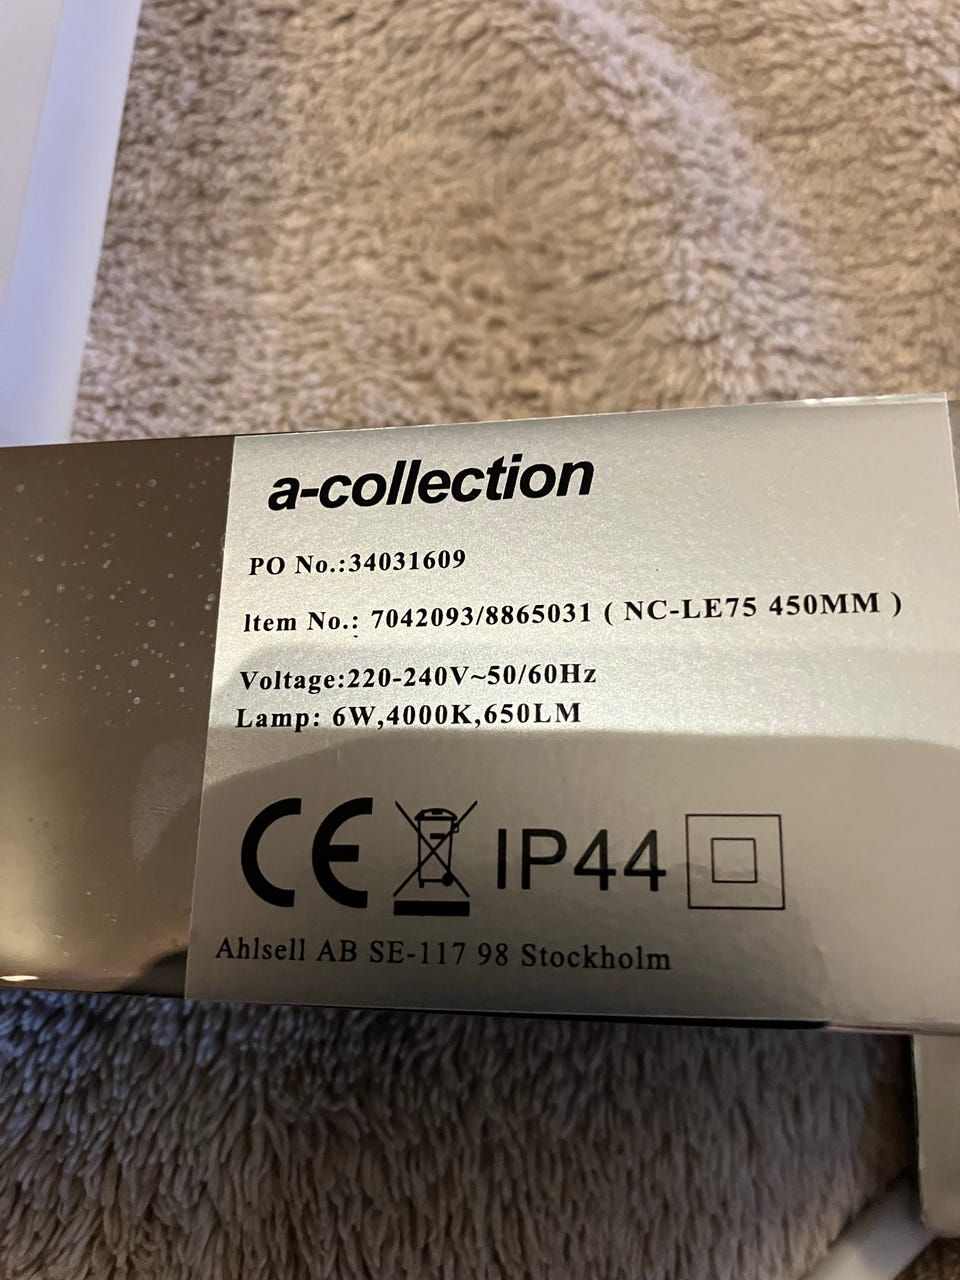 a-collection
PO No.:34031609
Item No.: 7042093/8865031 ( NC-LE75 450MM )
Voltage:220-240V~50/60Hz
Lamp: 6W,4000K,650LM
CE IP44
Ahlsell AB SE-117 98 Stockholm